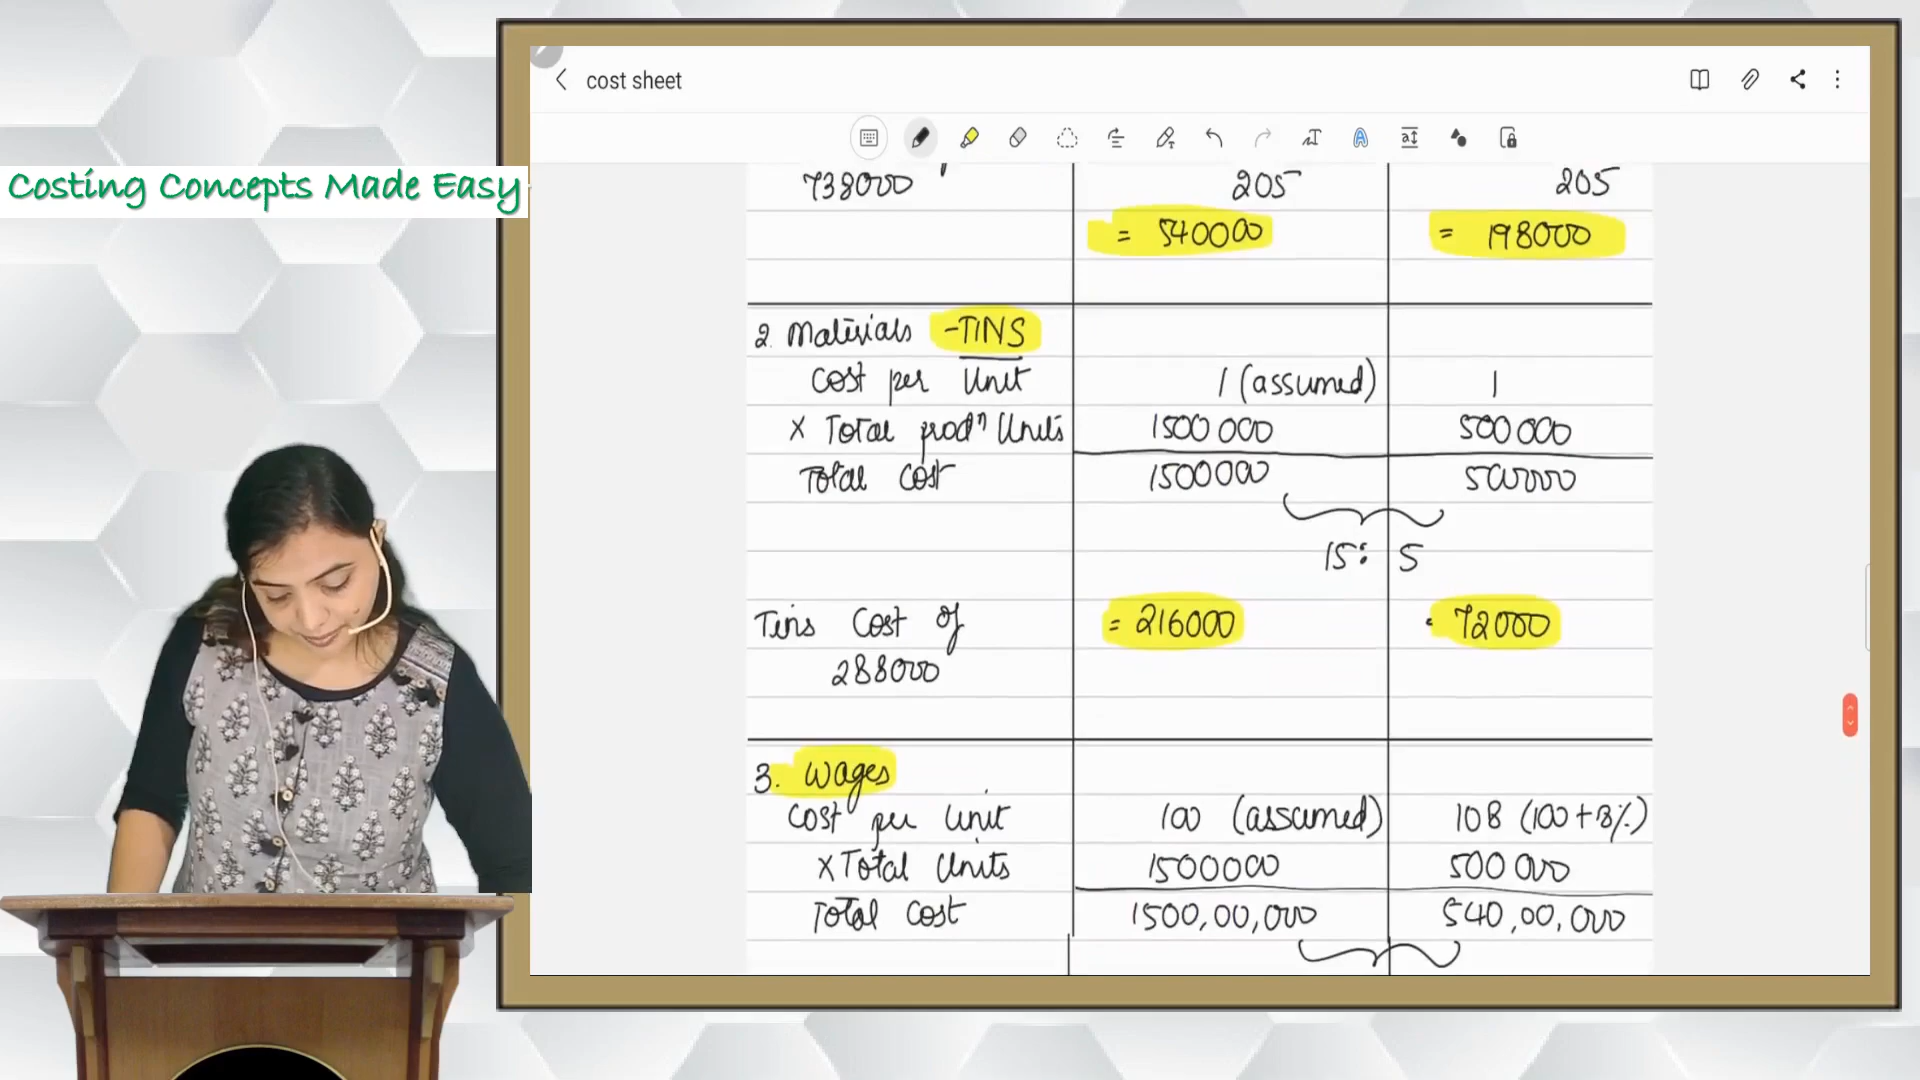 cost sheet
Costing Concepts Made Easy
738000 205 205
= 540000 = 198000
2. Materials - TINS
Cost per Unit 1 (assumed) 1
X Total prodⁿ Units 1500 000 500 000
Total Cost 1500000 500000
15 : 5
Tins Cost of = 216000 = 72000
288000
3. Wages
Cost per Unit 100 (assumed) 108 (100+8%)
X Total Units 1500000 500 000
Total Cost 1500,00,000 540,00,000